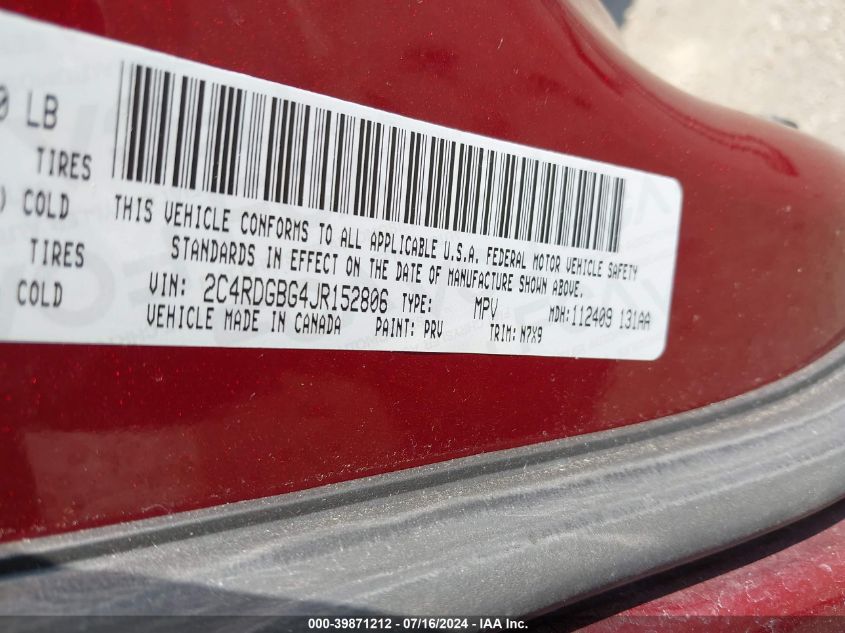 0 LB
TIRES
) COLD
TIRES
COLD
THIS VEHICLE CONFORMS TO ALL APPLICABLE U.S.A. FEDERAL MOTOR VEHICLE SAFETY
STANDARDS IN EFFECT ON THE DATE OF MANUFACTURE SHOWN ABOVE.
VIN: 2C4RDGBG4JR152806 TYPE: MPV MDH:112409 131AA
VEHICLE MADE IN CANADA PAINT: PRV TRIM: N7X9
000-39871212 / 07/16/2024 - IAA Inc.